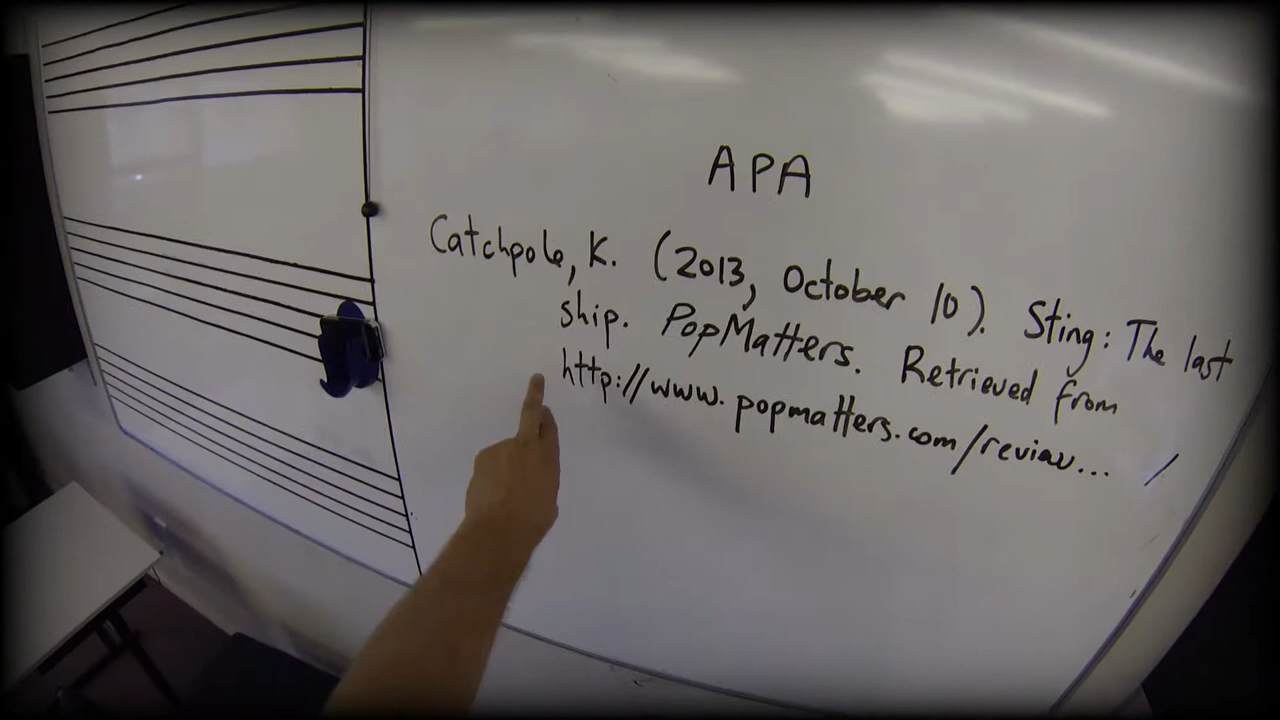 APA
Catchpole, K. (2013, October 10). Sting: The last
ship. PopMatters. Retrieved from
http://www.popmatters.com/review... /